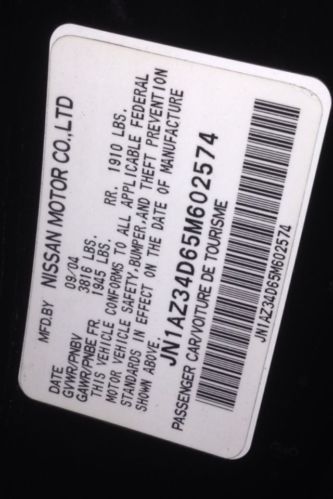 MFD.BY NISSAN MOTOR CO.,LTD
DATE 09/04
GVWR/PNBV 3816 LBS.
GAWR/PNBE FR. 1945 LBS. RR. 1910 LBS.
THIS VEHICLE CONFORMS TO ALL APPLICABLE FEDERAL
MOTOR VEHICLE SAFETY,BUMPER,AND THEFT PREVENTION
STANDARDS IN EFFECT ON THE DATE OF MANUFACTURE
SHOWN ABOVE.
JN1AZ34D65M602574
PASSENGER CAR/VOITURE DE TOURISME
JN1AZ34D65M602574